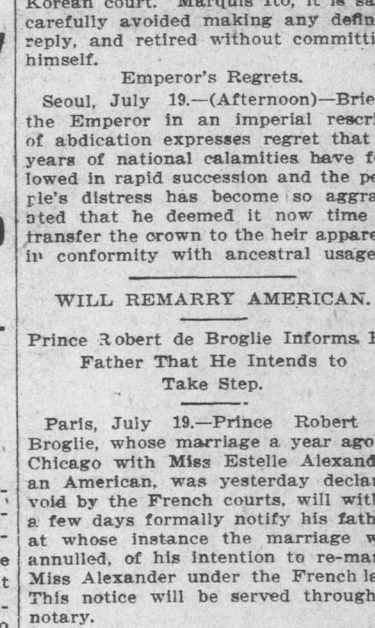 Korean court. Marquis Ito, it is sa
carefully avoided making any defin
reply, and retired without committi
himself.
Emperor's Regrets.
Seoul, July 19.—(Afternoon)—Brie
the Emperor in an imperial rescri
of abdication expresses regret that
years of national calamities have f
lowed in rapid succession and the pe
ple's distress has become so aggra
ated that he deemed it now time
transfer the crown to the heir appare
in conformity with ancestral usage
WILL REMARRY AMERICAN.
Prince Robert de Broglie Informs H
Father That He Intends to
Take Step.
Paris, July 19.—Prince Robert
Broglie, whose marriage a year ago
Chicago with Miss Estelle Alexand
an American, was yesterday declar
void by the French courts, will with
a few days formally notify his fath
at whose instance the marriage w
annulled, of his intention to re-mar
Miss Alexander under the French la
This notice will be served through
notary.